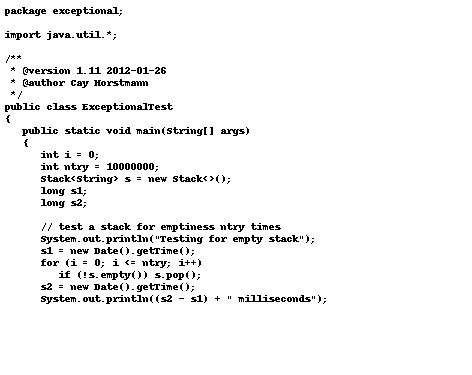 package exceptional;

import java.util.*;

/**
 * @version 1.11 2012-01-26
 * @author Cay Horstmann
 */
public class ExceptionalTest
{
   public static void main(String[] args)
   {
      int i = 0;
      int ntry = 10000000;
      Stack<String> s = new Stack<>();
      long s1;
      long s2;

      // test a stack for emptiness ntry times
      System.out.println("Testing for empty stack");
      s1 = new Date().getTime();
      for (i = 0; i <= ntry; i++)
         if (!s.empty()) s.pop();
      s2 = new Date().getTime();
      System.out.println((s2 - s1) + " milliseconds");